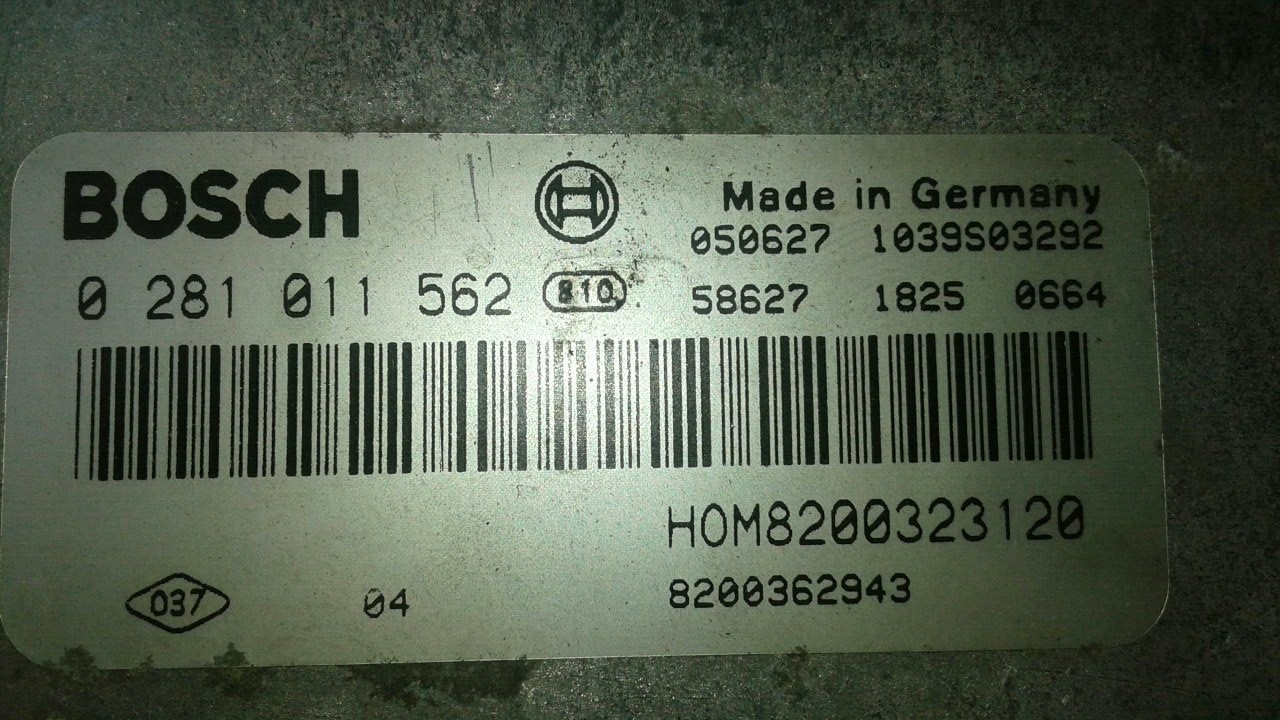 BOSCH
Made in Germany
050627 1039S03292
0 281 011 562 810
58627 1825 0664
HOM8200323120
037 04 8200362943